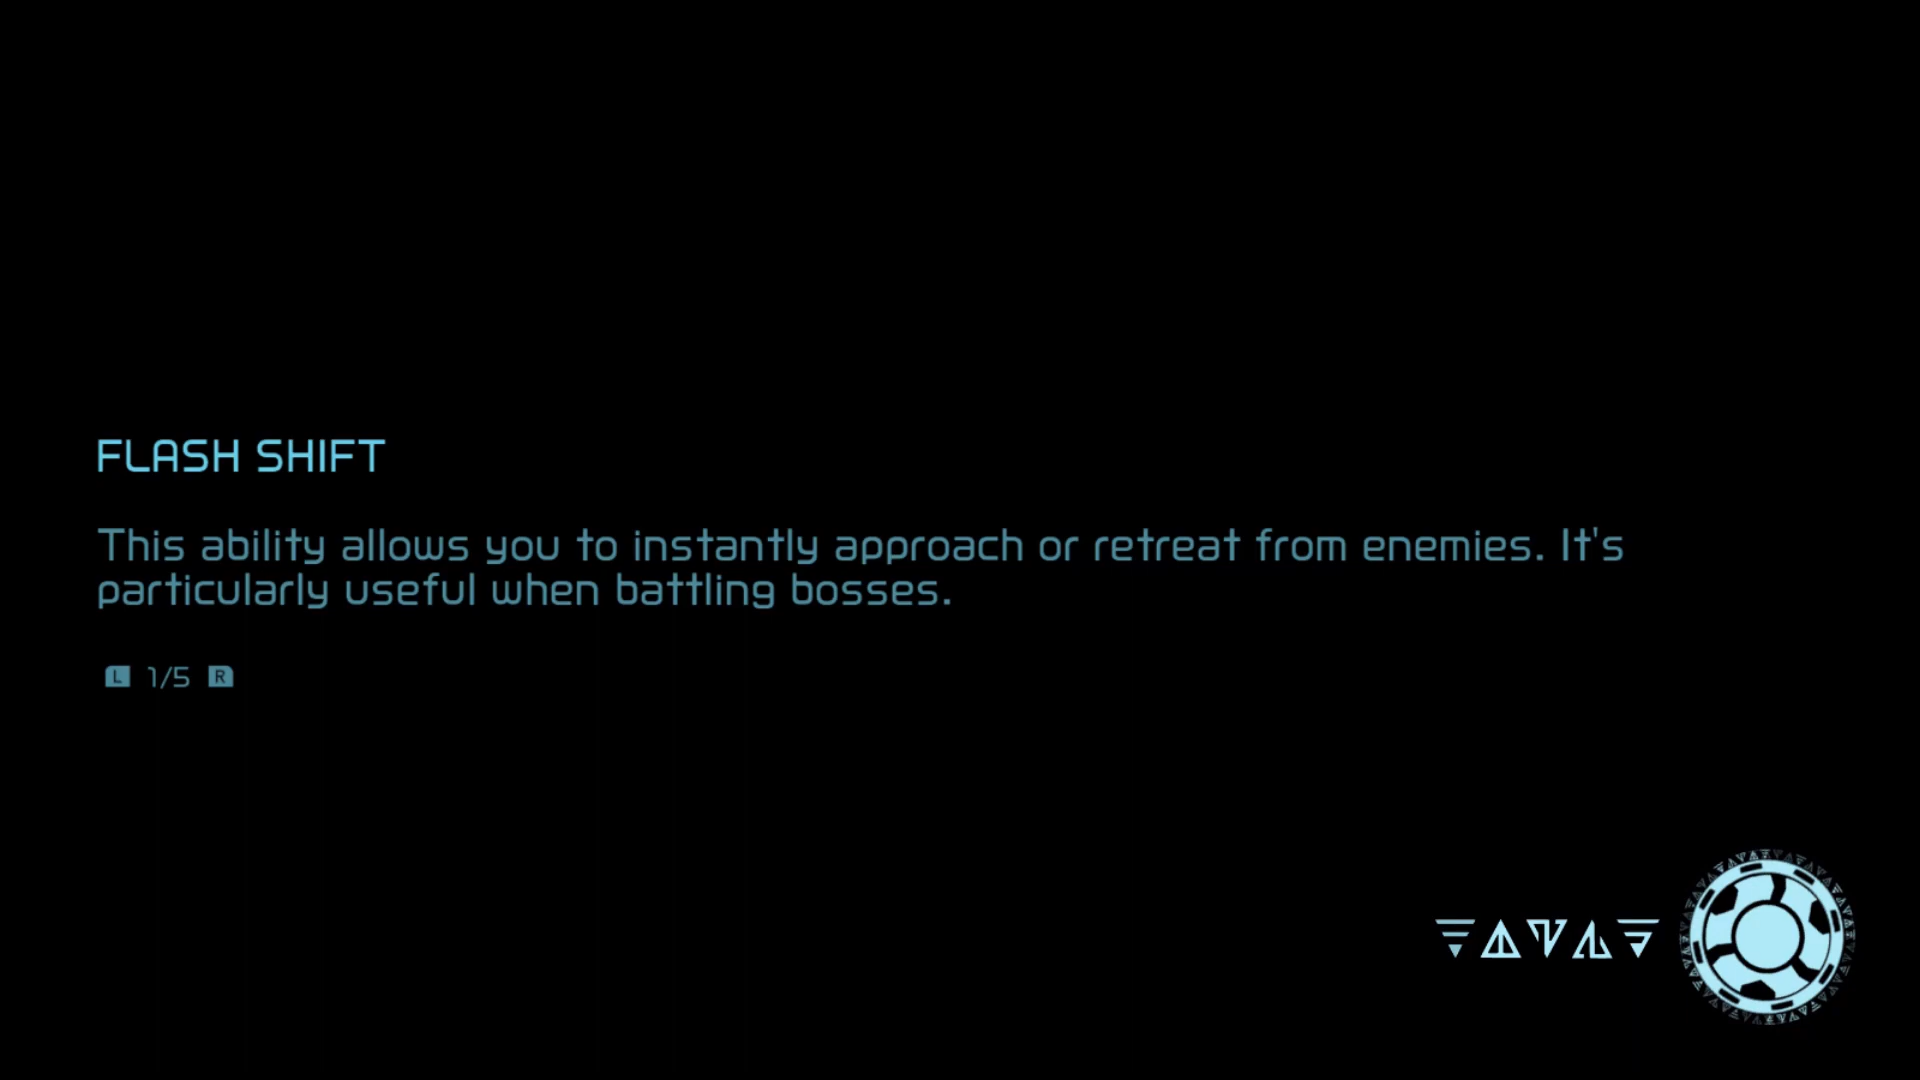 FLASH SHIFT
This ability allows you to instantly approach or retreat from enemies. It's
particularly useful when battling bosses.
L 1/5 R